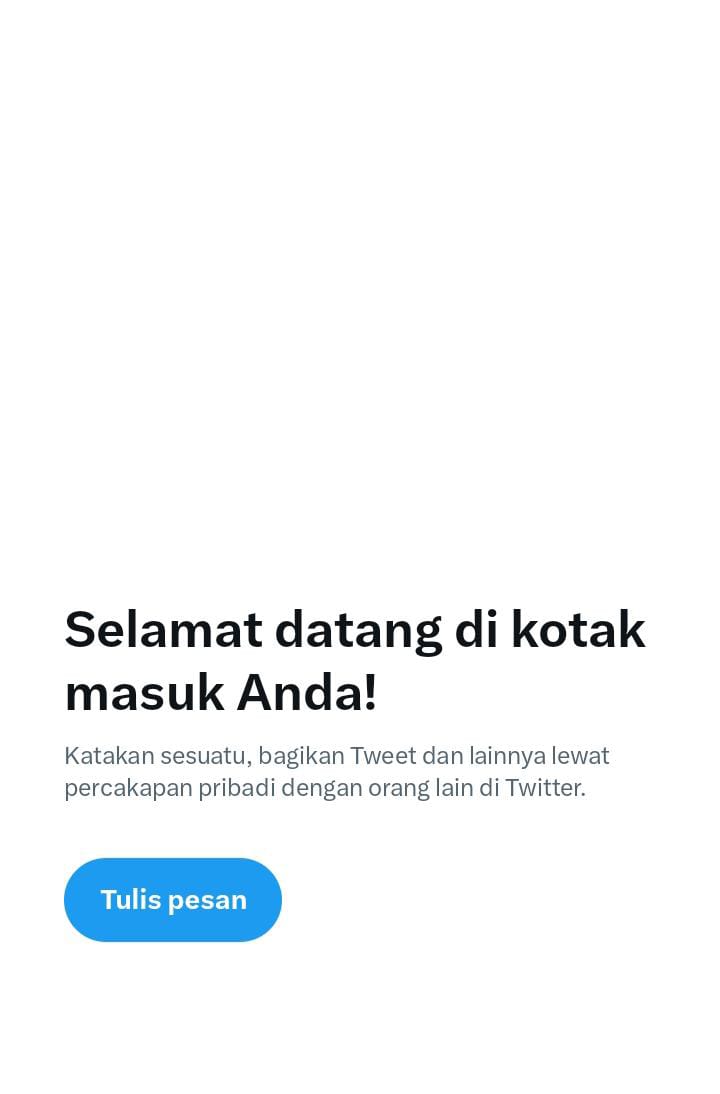 Selamat datang di kotak
masuk Anda!
Katakan sesuatu, bagikan Tweet dan lainnya lewat
percakapan pribadi dengan orang lain di Twitter.
Tulis pesan